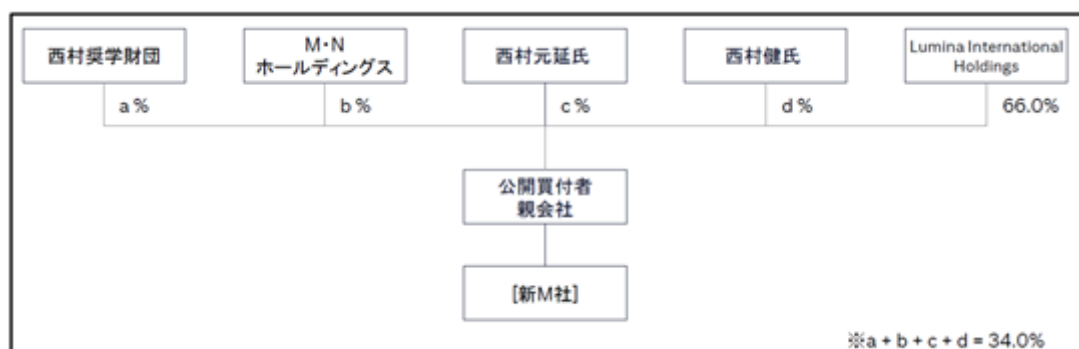 西村奨学財団
M・N
ホールディングス
西村元延氏
西村健氏
Lumina International
Holdings
a %
b %
c %
d %
66.0%
公開買付者
親会社
[新M社]
※a + b + c + d = 34.0%